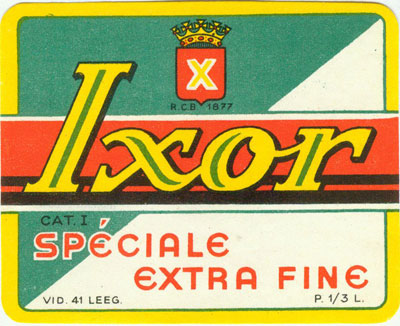 X
R.C.B. 1877
Ixor
CAT. I
SPÉCIALE
EXTRA FINE
VID. 41 LEEG. P. 1/3 L.